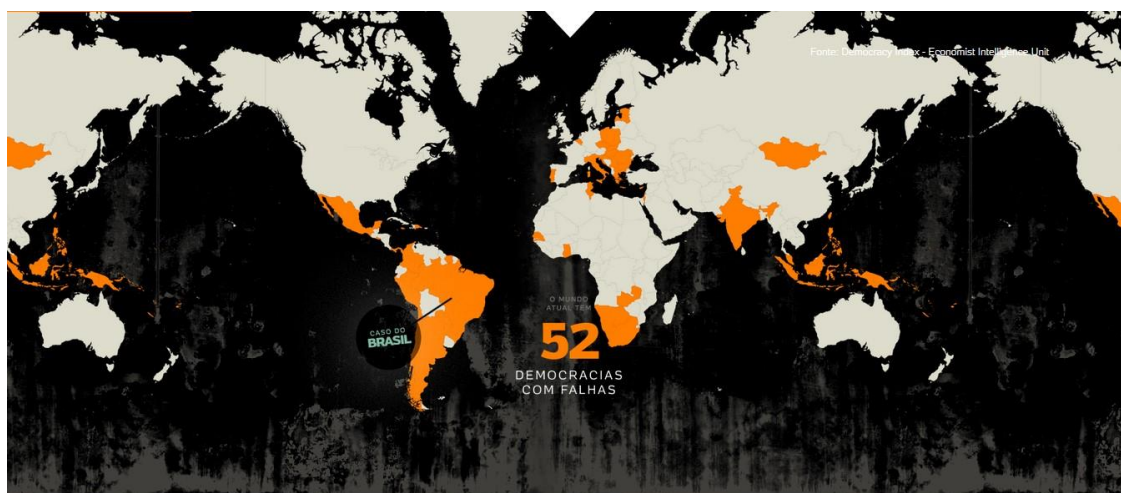 Fonte: Democracy Index - Economist Intelligence Unit
O MUNDO
ATUAL TEM
52
DEMOCRACIAS
COM FALHAS
CASO DO
BRASIL